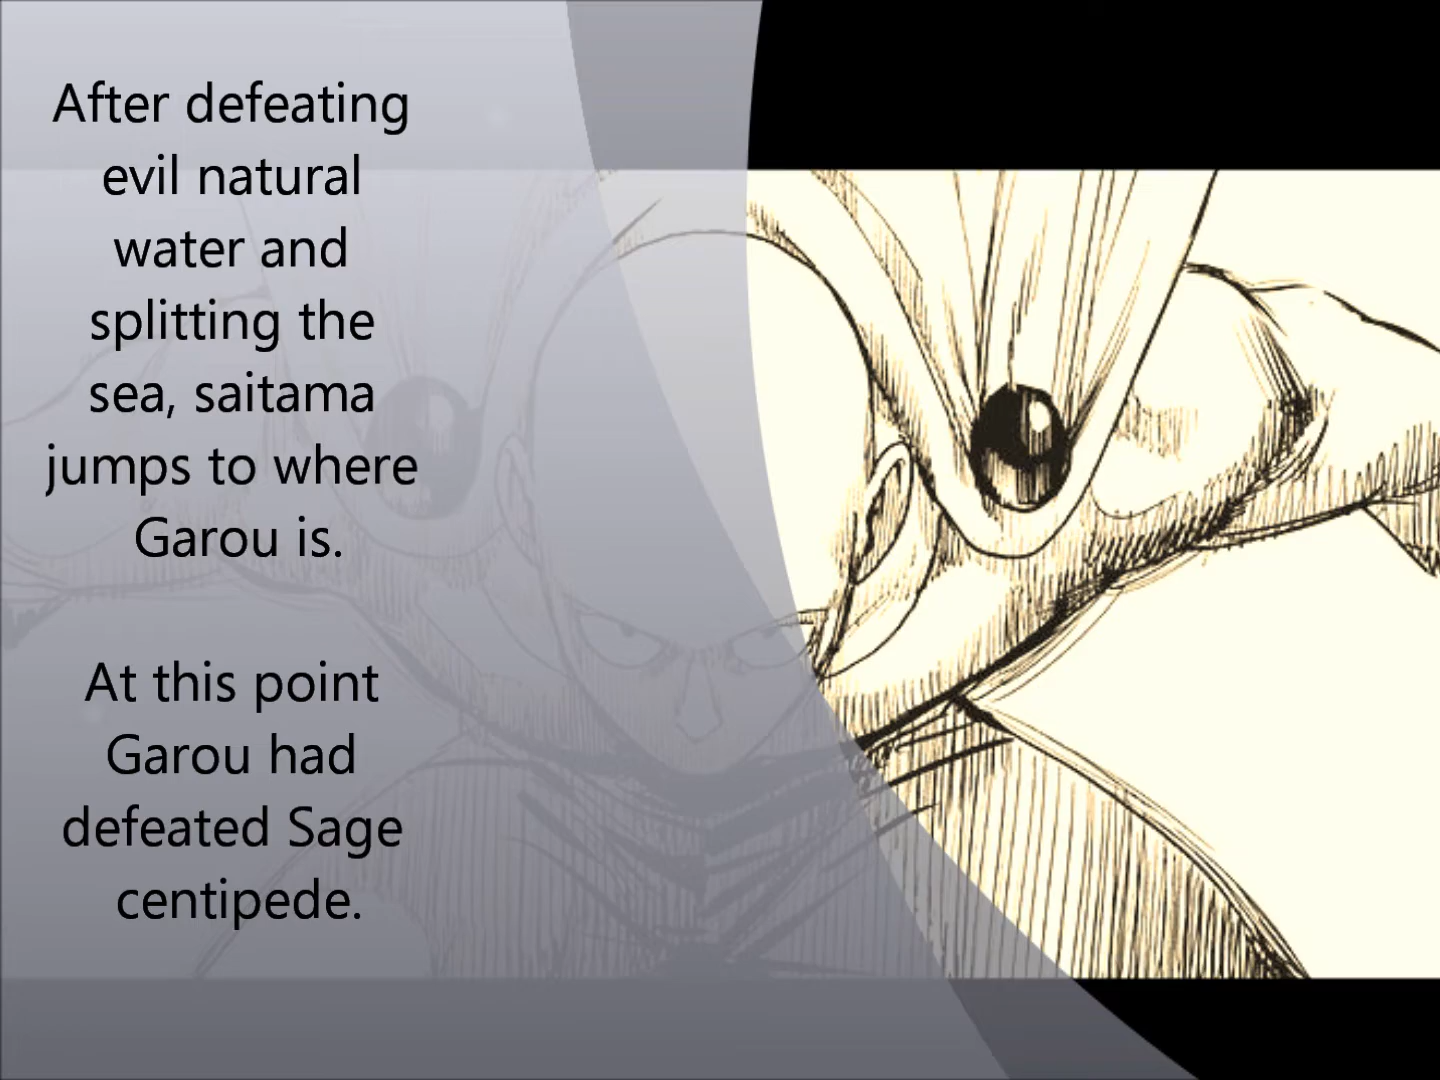 After defeating
evil natural
water and
splitting the
sea, saitama
jumps to where
Garou is.
At this point
Garou had
defeated Sage
centipede.